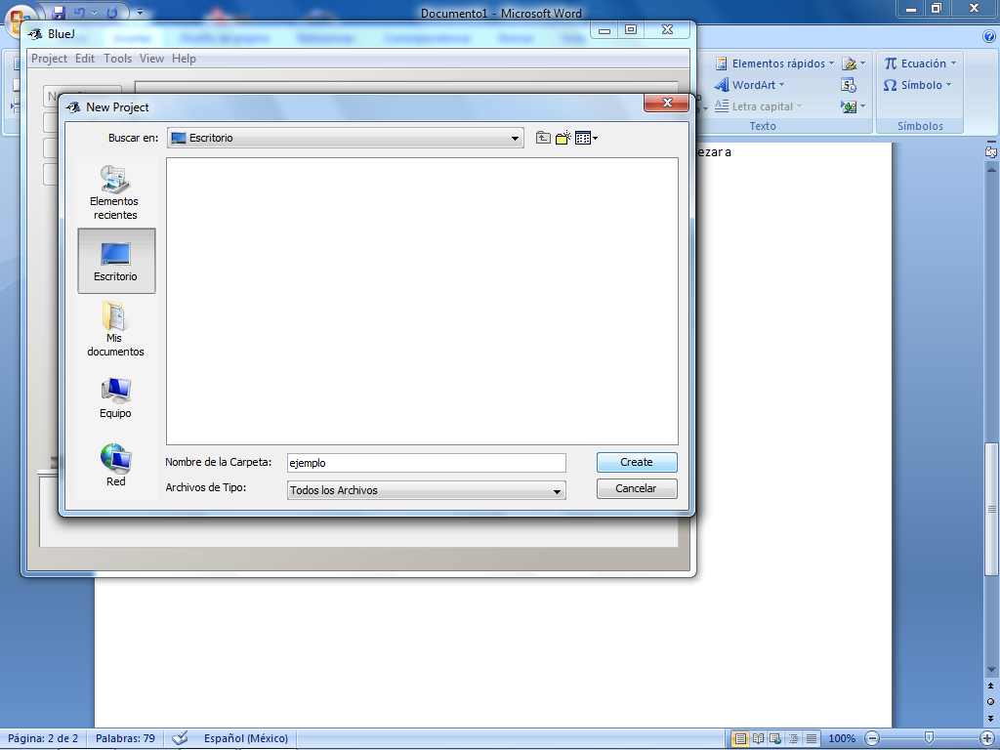 Documento1 - Microsoft Word
BlueJ
Project Edit Tools View Help
Elementos rápidos
WordArt
Letra capital
Texto
Ecuación
Símbolo
Símbolos
ezar a
New Project
Buscar en: Escritorio
Elementos recientes
Escritorio
Mis documentos
Equipo
Red
Nombre de la Carpeta: ejemplo
Create
Archivos de Tipo: Todos los Archivos
Cancelar
Página: 2 de 2 Palabras: 79 Español (México) 100%